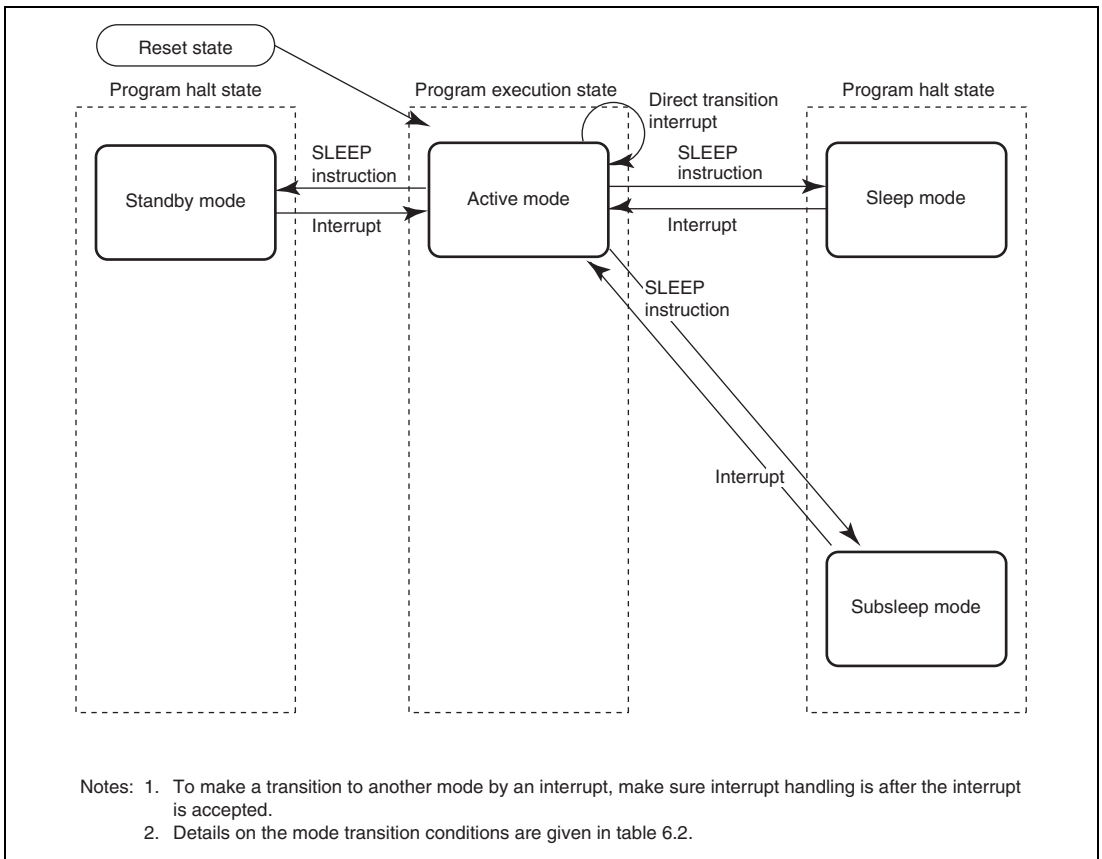 Reset state
Program halt state
Program execution state
Program halt state
Direct transition
interrupt
SLEEP
instruction
SLEEP
instruction
Standby mode
Active mode
Sleep mode
Interrupt
Interrupt
SLEEP
instruction
Interrupt
Subsleep mode
Notes: 1. To make a transition to another mode by an interrupt, make sure interrupt handling is after the interrupt
is accepted.
2. Details on the mode transition conditions are given in table 6.2.